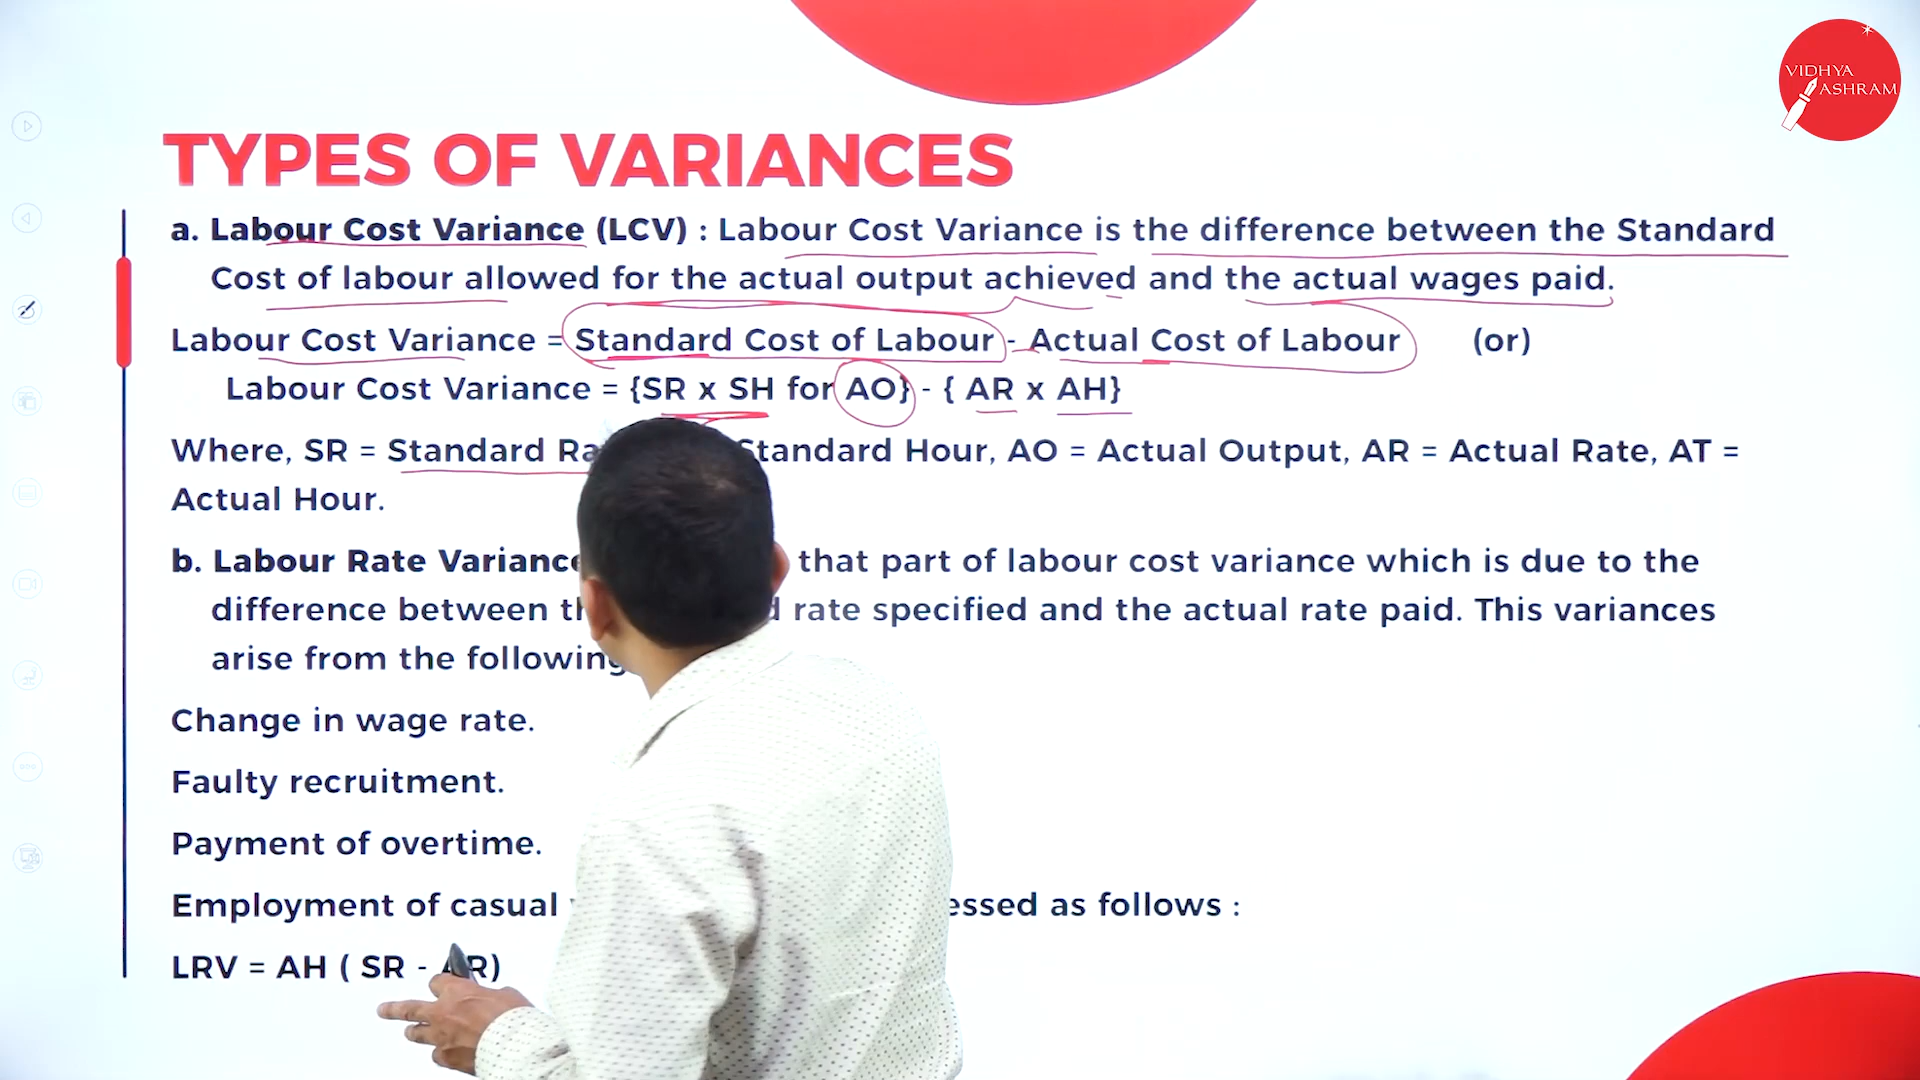 VIDHYA
ASHRAM
TYPES OF VARIANCES
a. Labour Cost Variance (LCV) : Labour Cost Variance is the difference between the Standard
Cost of labour allowed for the actual output achieved and the actual wages paid.
Labour Cost Variance = Standard Cost of Labour - Actual Cost of Labour (or)
Labour Cost Variance = {SR x SH for AO} - { AR x AH}
Where, SR = Standard Standard Hour, AO = Actual Output, AR = Actual Rate, AT =
Actual Hour.
b. Labour Rate Variance that part of labour cost variance which is due to the
difference between rate specified and the actual rate paid. This variances
arise from the following
Change in wage rate.
Faulty recruitment.
Payment of overtime.
Employment of casual as follows :
LRV = AH ( SR - AR)